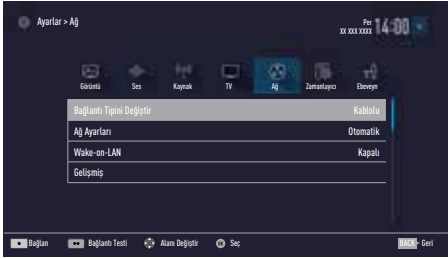 Ayarlar > Ağ
Per
xx xxx xxxx 14:00
Görüntü Ses Kaynak TV Ağ Zamanlayıcı Ebeveyn
Bağlantı Tipini Değiştir Kablolu
Ağ Ayarları Otomatik
Wake-on-LAN Kapalı
Gelişmiş
Bağlan Bağlantı Testi Alanı Değiştir Seç BACK - Geri